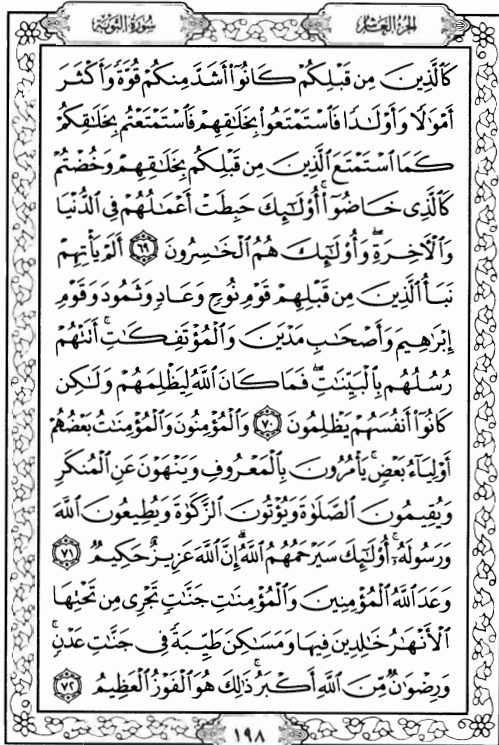 الجزء العاشر
سورة التوبة
كَٱلَّذِينَ مِن قَبۡلِكُمۡ كَانُوٓاْ أَشَدَّ مِنكُمۡ قُوَّةٗ وَأَكۡثَرَ
أَمۡوَٰلٗا وَأَوۡلَٰدٗا فَٱسۡتَمۡتَعُواْ بِخَلَٰقِهِمۡ فَٱسۡتَمۡتَعۡتُم بِخَلَٰقِكُمۡ
كَمَا ٱسۡتَمۡتَعَ ٱلَّذِينَ مِن قَبۡلِكُم بِخَلَٰقِهِمۡ وَخُضۡتُمۡ
كَٱلَّذِي خَاضُوٓاْۚ أُوْلَٰٓئِكَ حَبِطَتۡ أَعۡمَٰلُهُمۡ فِي ٱلدُّنۡيَا
وَٱلۡأٓخِرَةِۖ وَأُوْلَٰٓئِكَ هُمُ ٱلۡخَٰسِرُونَ ٦٩ أَلَمۡ يَأۡتِهِمۡ
نَبَأُ ٱلَّذِينَ مِن قَبۡلِهِمۡ قَوۡمِ نُوحٖ وَعَادٖ وَثَمُودَ وَقَوۡمِ
إِبۡرَٰهِيمَ وَأَصۡحَٰبِ مَدۡيَنَ وَٱلۡمُؤۡتَفِكَٰتِۚ أَتَتۡهُمۡ
رُسُلُهُم بِٱلۡبَيِّنَٰتِۖ فَمَا كَانَ ٱللَّهُ لِيَظۡلِمَهُمۡ وَلَٰكِن
كَانُوٓاْ أَنفُسَهُمۡ يَظۡلِمُونَ ٧٠ وَٱلۡمُؤۡمِنُونَ وَٱلۡمُؤۡمِنَٰتُ بَعۡضُهُمۡ
أَوۡلِيَآءُ بَعۡضٖۚ يَأۡمُرُونَ بِٱلۡمَعۡرُوفِ وَيَنۡهَوۡنَ عَنِ ٱلۡمُنكَرِ
وَيُقِيمُونَ ٱلصَّلَوٰةَ وَيُؤۡتُونَ ٱلزَّكَوٰةَ وَيُطِيعُونَ ٱللَّهَ
وَرَسُولَهُۥٓۚ أُوْلَٰٓئِكَ سَيَرۡحَمُهُمُ ٱللَّهُۗ إِنَّ ٱللَّهَ عَزِيزٌ حَكِيمٞ ٧١
وَعَدَ ٱللَّهُ ٱلۡمُؤۡمِنِينَ وَٱلۡمُؤۡمِنَٰتِ جَنَّٰتٖ تَجۡرِي مِن تَحۡتِهَا
ٱلۡأَنۡهَٰرُ خَٰلِدِينَ فِيهَا وَمَسَٰكِنَ طَيِّبَةٗ فِي جَنَّٰتِ عَدۡنٖۚ
وَرِضۡوَٰنٞ مِّنَ ٱللَّهِ أَكۡبَرُۚ ذَٰلِكَ هُوَ ٱلۡفَوۡزُ ٱلۡعَظِيمُ ٧٢
١٩٨